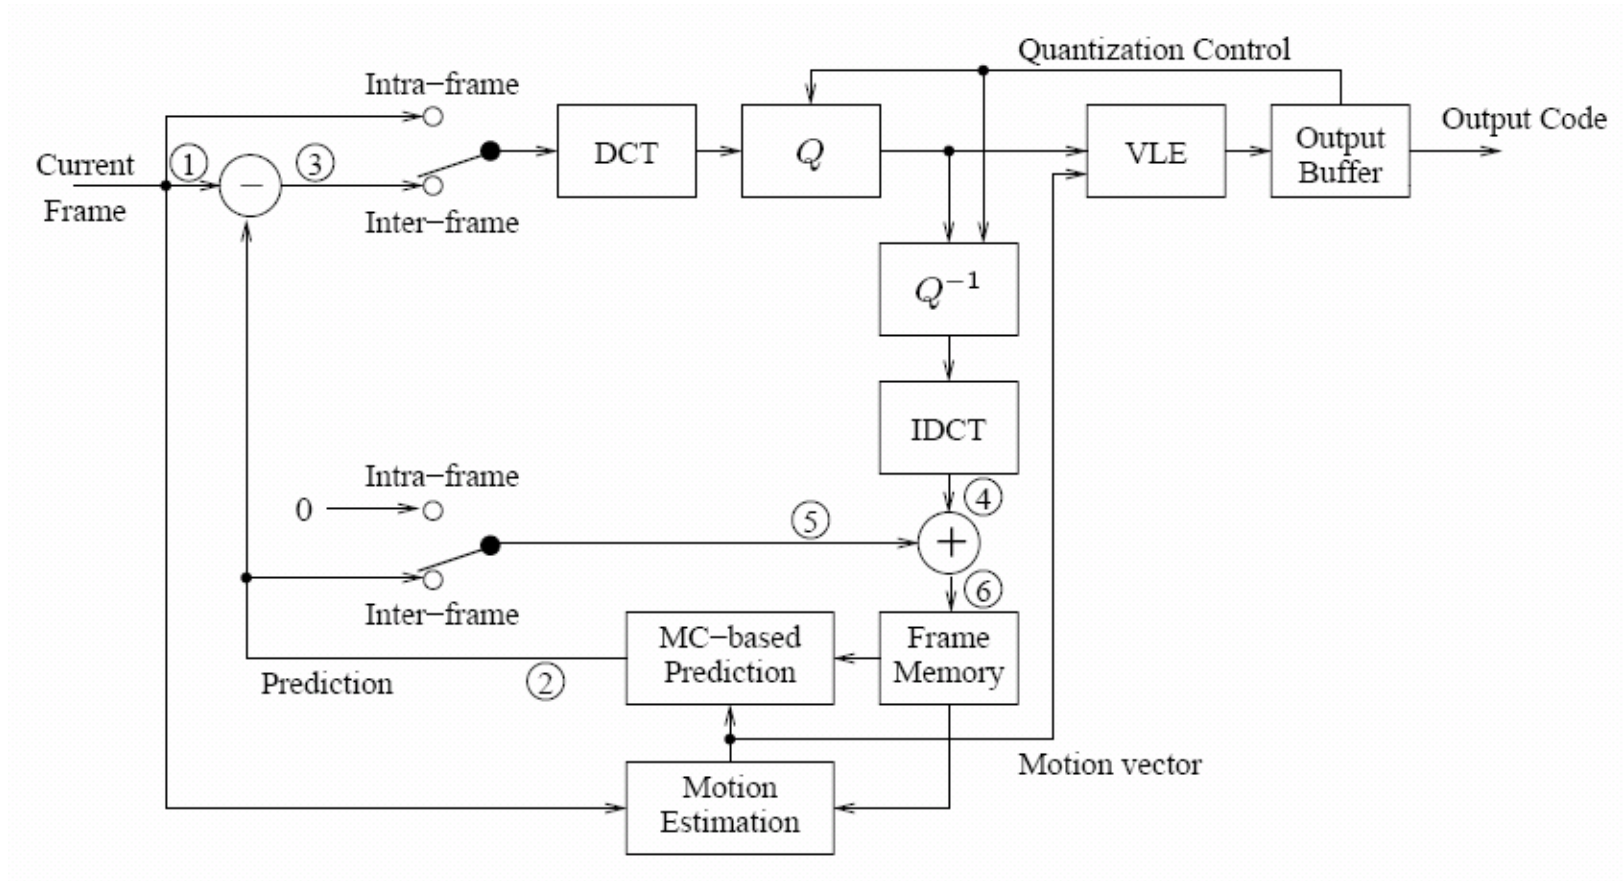 Quantization Control
Intra−frame
Output Code
Current
Frame
1
−
3
DCT
Q
VLE
Output
Buffer
Inter−frame
Q−1
IDCT
Intra−frame
0
4
5
+
6
Inter−frame
MC−based
Prediction
Frame
Memory
Prediction
2
Motion vector
Motion
Estimation